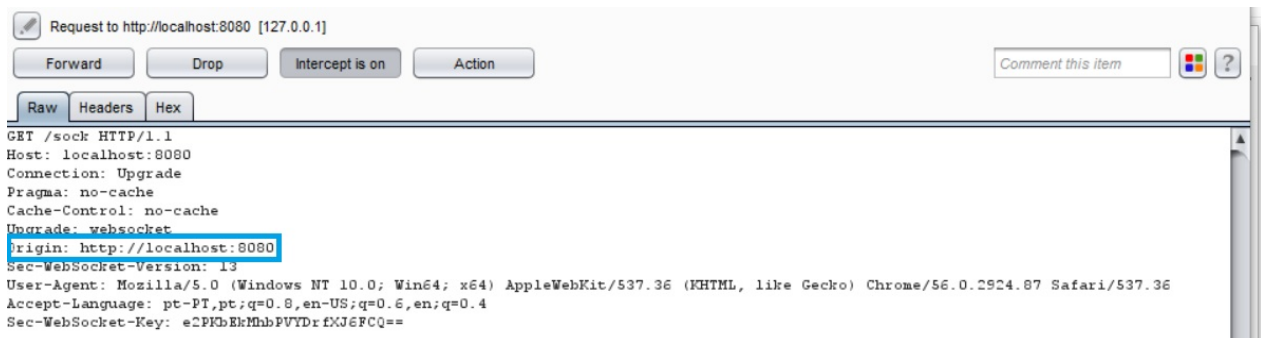 Request to http://localhost:8080 [127.0.0.1]
Forward Drop Intercept is on Action Comment this item ?
Raw Headers Hex
GET /sock HTTP/1.1
Host: localhost:8080
Connection: Upgrade
Pragma: no-cache
Cache-Control: no-cache
Upgrade: websocket
Origin: http://localhost:8080
Sec-WebSocket-Version: 13
User-Agent: Mozilla/5.0 (Windows NT 10.0; Win64; x64) AppleWebKit/537.36 (KHTML, like Gecko) Chrome/56.0.2924.87 Safari/537.36
Accept-Language: pt-PT,pt;q=0.8,en-US;q=0.6,en;q=0.4
Sec-WebSocket-Key: e2PKbEkMhbPVYDrfXJ6FCQ==